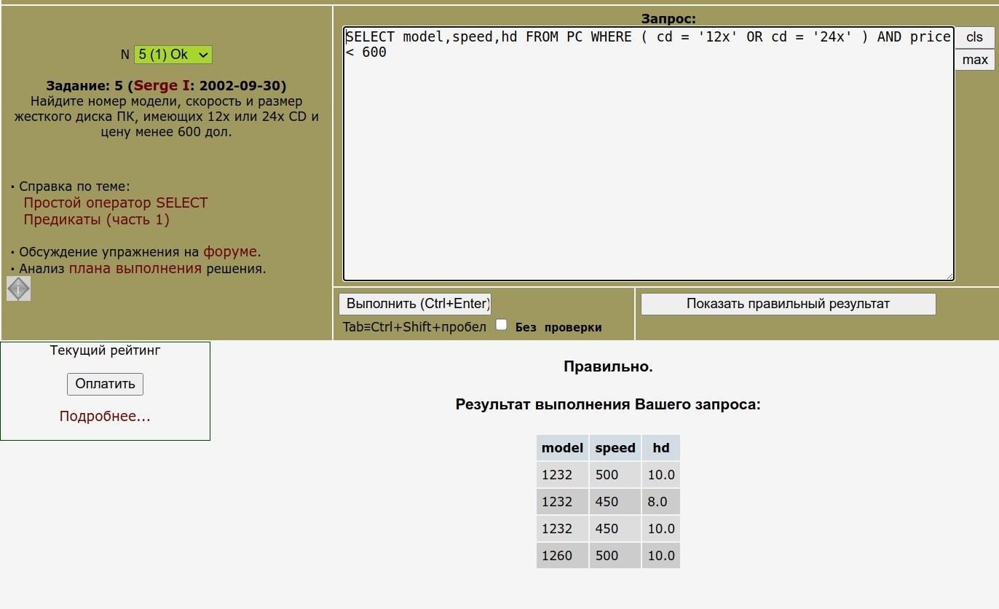 Запрос:
SELECT model,speed,hd FROM PC WHERE ( cd = '12x' OR cd = '24x' ) AND price
< 600
cls
max
N 5 (1) Ok
Задание: 5 (Serge I: 2002-09-30)
Найдите номер модели, скорость и размер
жесткого диска ПК, имеющих 12x или 24x CD и
цену менее 600 дол.
· Справка по теме:
Простой оператор SELECT
Предикаты (часть 1)
· Обсуждение упражнения на форуме.
· Анализ плана выполнения решения.
Выполнить (Ctrl+Enter)
Показать правильный результат
Tab≡Ctrl+Shift+пробел Без проверки
Текущий рейтинг
Оплатить
Подробнее...
Правильно.
Результат выполнения Вашего запроса:
model speed hd
1232 500 10.0
1232 450 8.0
1232 450 10.0
1260 500 10.0